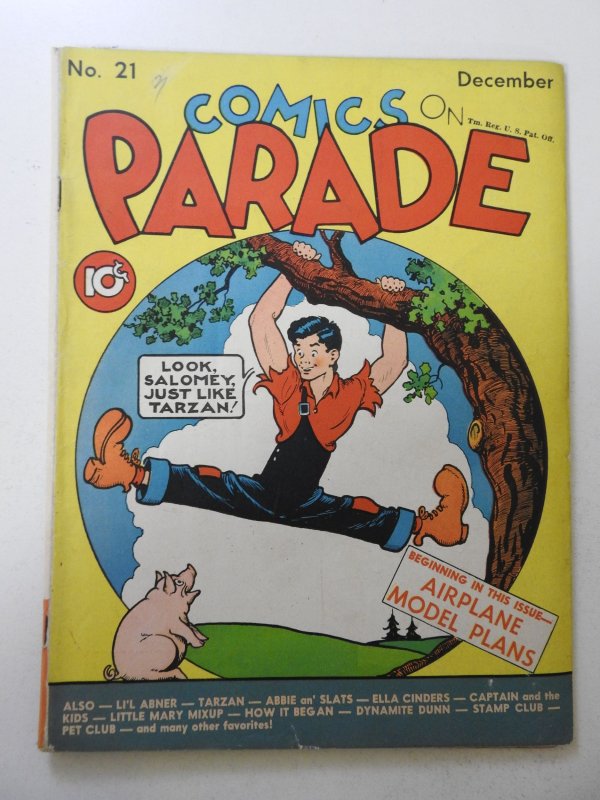 No. 21
December
COMICS ON
Tm. Reg. U. S. Pat. Off.
PARADE
10¢
LOOK,
SALOMEY,
JUST LIKE
TARZAN!
BEGINNING IN THIS ISSUE—
AIRPLANE
MODEL PLANS
ALSO — LI'L ABNER — TARZAN — ABBIE an' SLATS — ELLA CINDERS — CAPTAIN and the
KIDS — LITTLE MARY MIXUP — HOW IT BEGAN — DYNAMITE DUNN — STAMP CLUB —
PET CLUB — and many other favorites!